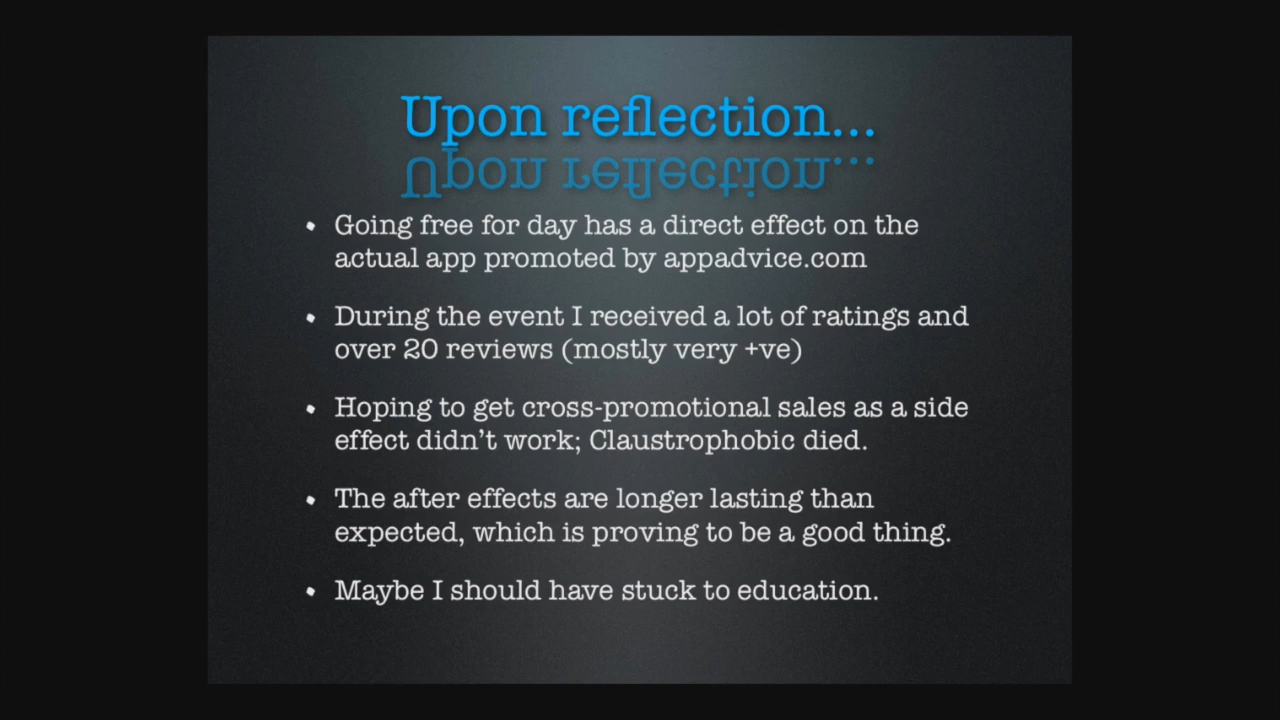 Upon reflection...
• Going free for day has a direct effect on the
actual app promoted by appadvice.com
• During the event I received a lot of ratings and
over 20 reviews (mostly very +ve)
• Hoping to get cross-promotional sales as a side
effect didn't work; Claustrophobic died.
• The after effects are longer lasting than
expected, which is proving to be a good thing.
• Maybe I should have stuck to education.